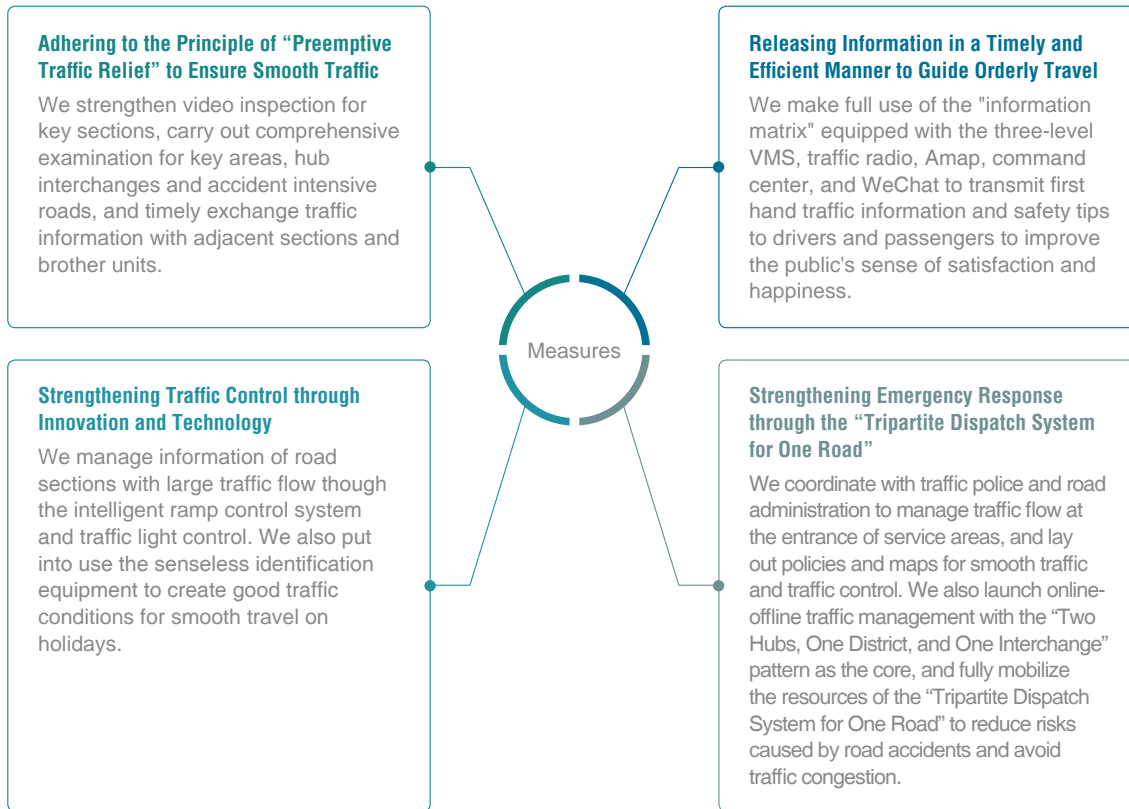 Adhering to the Principle of “Preemptive
Traffic Relief” to Ensure Smooth Traffic
We strengthen video inspection for
key sections, carry out comprehensive
examination for key areas, hub
interchanges and accident intensive
roads, and timely exchange traffic
information with adjacent sections and
brother units.
Releasing Information in a Timely and
Efficient Manner to Guide Orderly Travel
We make full use of the "information
matrix" equipped with the three-level
VMS, traffic radio, Amap, command
center, and WeChat to transmit first
hand traffic information and safety tips
to drivers and passengers to improve
the public's sense of satisfaction and
happiness.
Measures
Strengthening Traffic Control through
Innovation and Technology
We manage information of road
sections with large traffic flow though
the intelligent ramp control system
and traffic light control. We also put
into use the senseless identification
equipment to create good traffic
conditions for smooth travel on
holidays.
Strengthening Emergency Response
through the “Tripartite Dispatch System
for One Road”
We coordinate with traffic police and road
administration to manage traffic flow at
the entrance of service areas, and lay
out policies and maps for smooth traffic
and traffic control. We also launch online-
offline traffic management with the “Two
Hubs, One District, and One Interchange”
pattern as the core, and fully mobilize
the resources of the “Tripartite Dispatch
System for One Road” to reduce risks
caused by road accidents and avoid
traffic congestion.